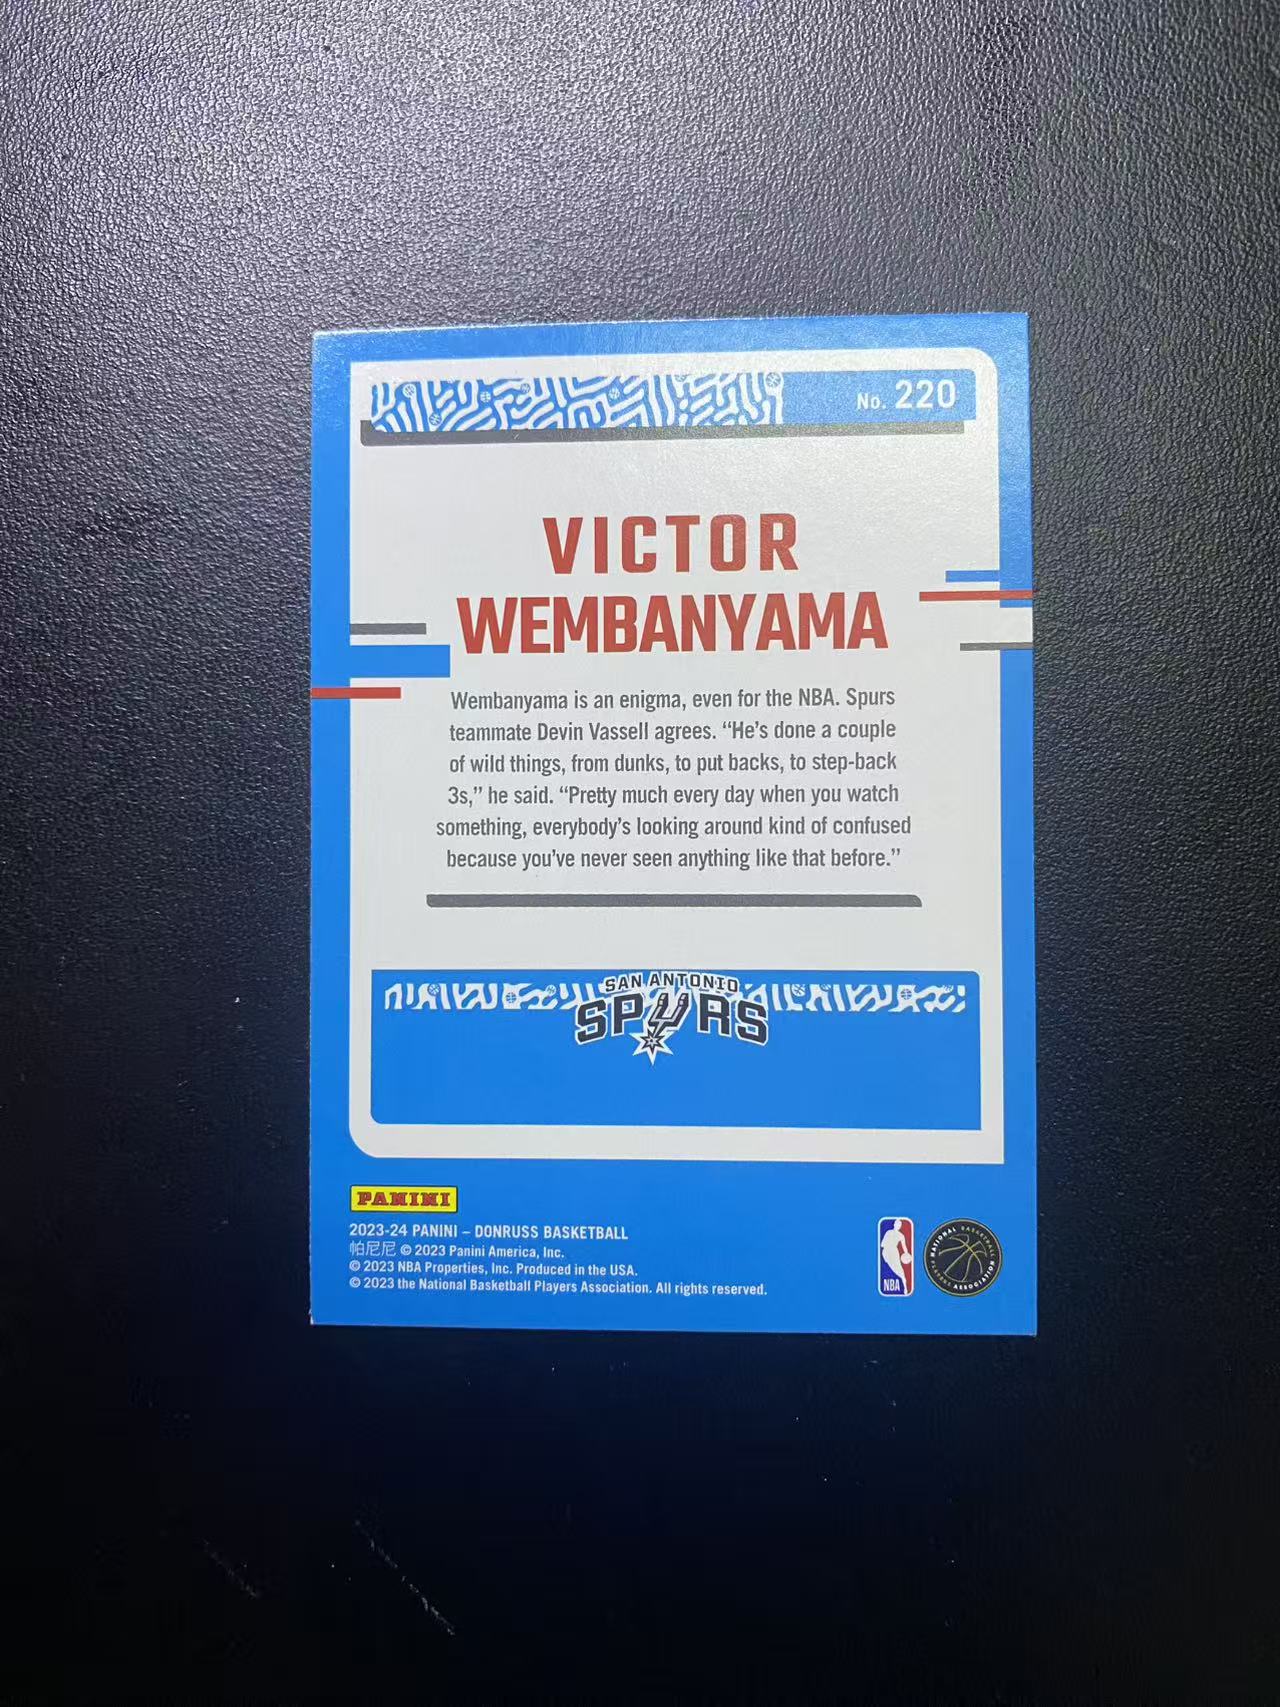 No. 220
VICTOR
WEMBANYAMA
Wembanyama is an enigma, even for the NBA. Spurs
teammate Devin Vassell agrees. “He’s done a couple
of wild things, from dunks, to put backs, to step-back
3s,” he said. “Pretty much every day when you watch
something, everybody’s looking around kind of confused
because you’ve never seen anything like that before.”
SAN ANTONIO
SPURS
PANINI
2023-24 PANINI – DONRUSS BASKETBALL
帕尼尼 © 2023 Panini America, Inc.
© 2023 NBA Properties, Inc. Produced in the USA.
© 2023 the National Basketball Players Association. All rights reserved.
NBA
NATIONAL BASKETBALL
PLAYERS ASSOCIATION